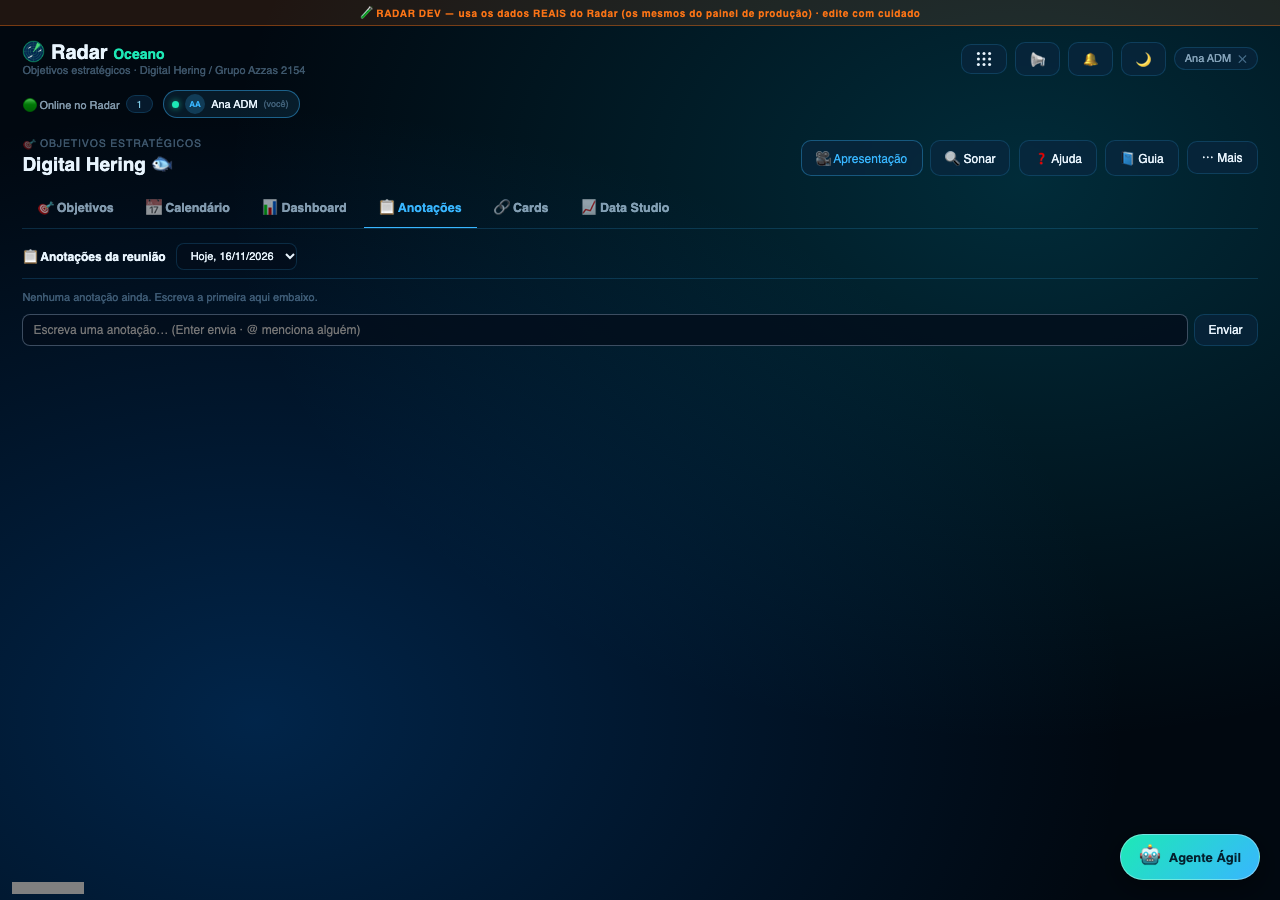 RADAR DEV — usa os dados REAIS do Radar (os mesmos do painel de produção) · edite com cuidado
Radar Oceano
Objetivos estratégicos · Digital Hering / Grupo Azzas 2154
Ana ADM ×
Online no Radar 1 AA Ana ADM (você)
OBJETIVOS ESTRATÉGICOS
Digital Hering
Apresentação Sonar Ajuda Guia ··· Mais
Objetivos Calendário Dashboard Anotações Cards Data Studio
Anotações da reunião Hoje, 16/11/2026
Nenhuma anotação ainda. Escreva a primeira aqui embaixo.
Escreva uma anotação… (Enter envia · @ menciona alguém) Enviar
Agente Ágil